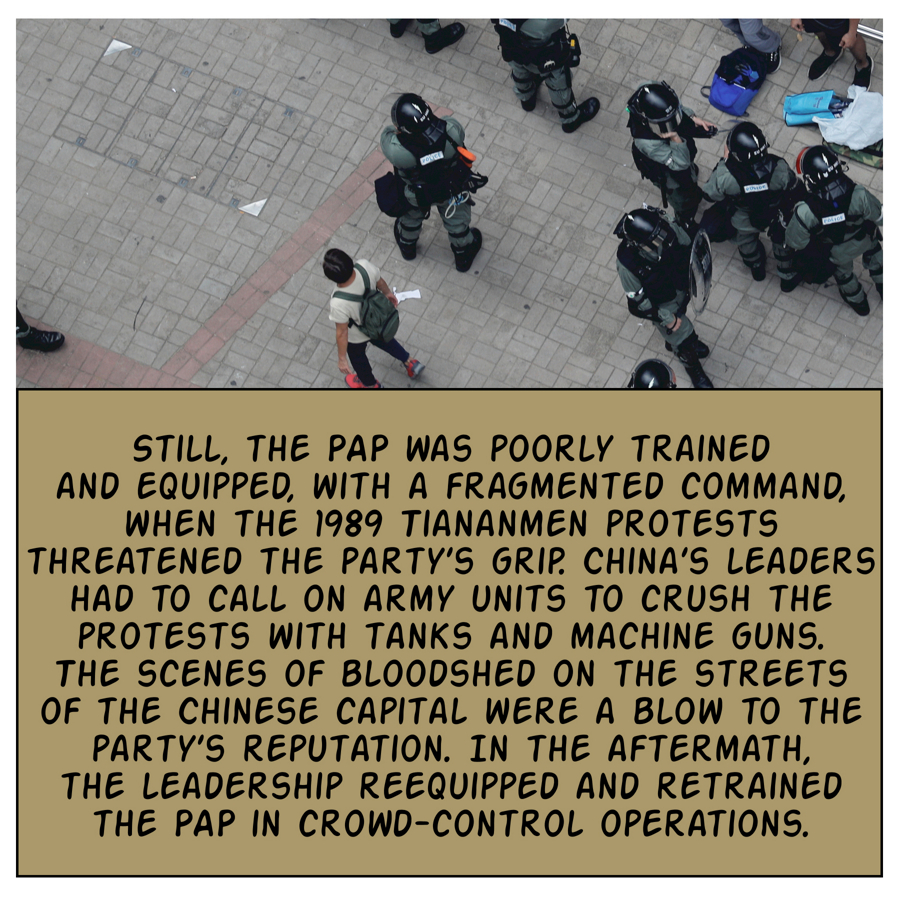 STILL, THE PAP WAS POORLY TRAINED
AND EQUIPPED, WITH A FRAGMENTED COMMAND,
WHEN THE 1989 TIANANMEN PROTESTS
THREATENED THE PARTY'S GRIP. CHINA'S LEADERS
HAD TO CALL ON ARMY UNITS TO CRUSH THE
PROTESTS WITH TANKS AND MACHINE GUNS.
THE SCENES OF BLOODSHED ON THE STREETS
OF THE CHINESE CAPITAL WERE A BLOW TO THE
PARTY'S REPUTATION. IN THE AFTERMATH,
THE LEADERSHIP REEQUIPPED AND RETRAINED
THE PAP IN CROWD-CONTROL OPERATIONS.